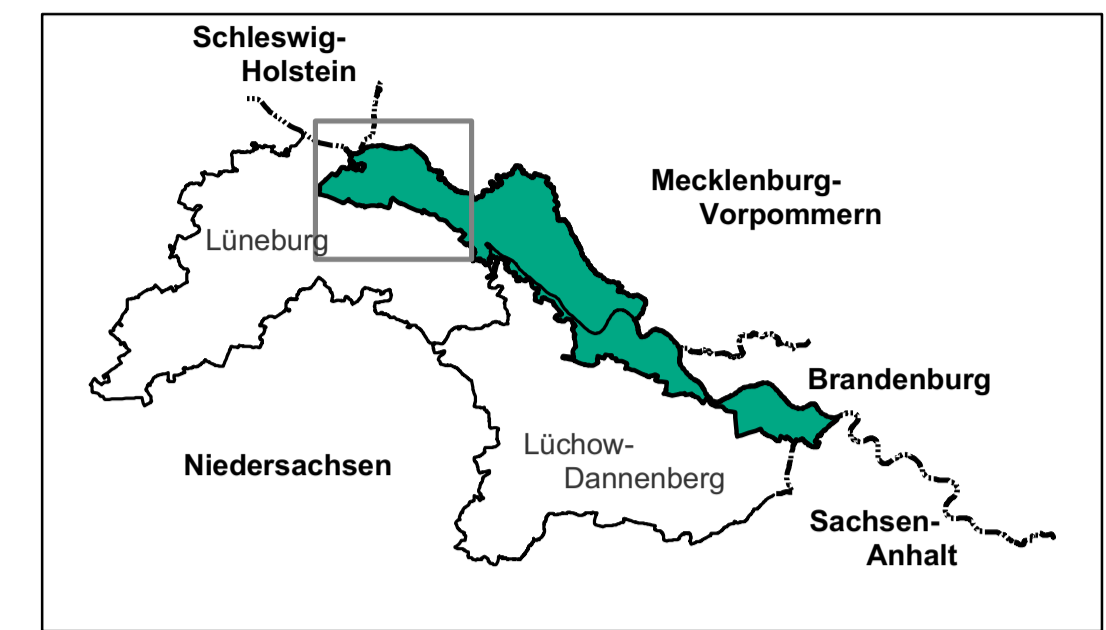 Schleswig-
Holstein
Mecklenburg-
Vorpommern
Lüneburg
Brandenburg
Lüchow-
Dannenberg
Niedersachsen
Sachsen-
Anhalt